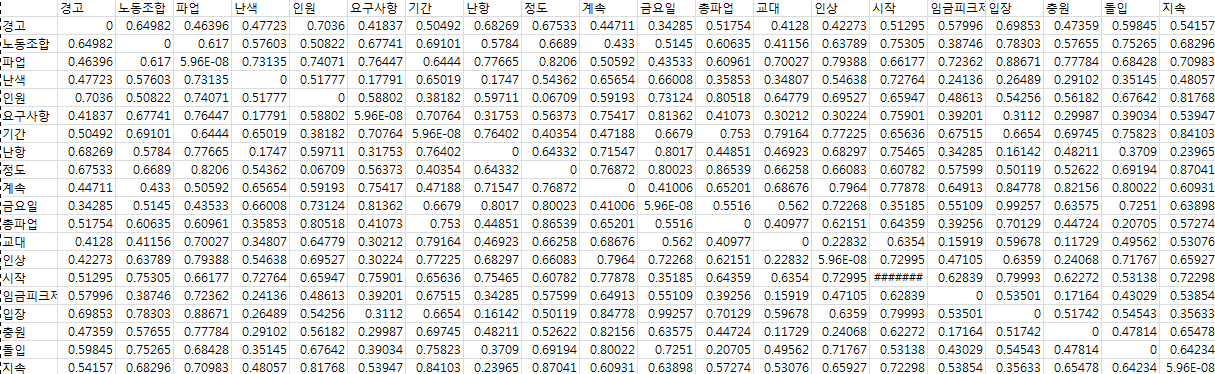 경고 노동조합 파업 난색 인원 요구사항 기간 난항 정도 계속 금요일 총파업 교대 인상 시작 임금피크제 입장 충원 돌입 지속
경고 0 0.64982 0.46396 0.47723 0.7036 0.41837 0.50492 0.68269 0.67533 0.44711 0.34285 0.51754 0.4128 0.42273 0.51295 0.57996 0.69853 0.47359 0.59845 0.54157
노동조합 0.64982 0 0.617 0.57603 0.50822 0.67741 0.69101 0.5784 0.6689 0.433 0.5145 0.60635 0.41156 0.63789 0.75305 0.38746 0.78303 0.57655 0.75265 0.68296
파업 0.46396 0.617 5.96E-08 0.73135 0.74071 0.76447 0.6444 0.77665 0.8206 0.50592 0.43533 0.60961 0.70027 0.79388 0.66177 0.72362 0.88671 0.77784 0.68428 0.70983
난색 0.47723 0.57603 0.73135 0 0.51777 0.17791 0.65019 0.1747 0.54362 0.65654 0.66008 0.35853 0.34807 0.54638 0.72764 0.24136 0.26489 0.29102 0.35145 0.48057
인원 0.7036 0.50822 0.74071 0.51777 0 0.58802 0.38182 0.59711 0.06709 0.59193 0.73124 0.80518 0.64779 0.69527 0.65947 0.48613 0.54256 0.56182 0.67642 0.81768
요구사항 0.41837 0.67741 0.76447 0.17791 0.58802 5.96E-08 0.70764 0.31753 0.56373 0.75417 0.81362 0.41073 0.30212 0.30224 0.75901 0.39201 0.3112 0.29987 0.39034 0.53947
기간 0.50492 0.69101 0.6444 0.65019 0.38182 0.70764 5.96E-08 0.76402 0.40354 0.47188 0.6679 0.753 0.79164 0.77225 0.65636 0.67515 0.6654 0.69745 0.75823 0.84103
난항 0.68269 0.5784 0.77665 0.1747 0.59711 0.31753 0.76402 0 0.64332 0.71547 0.8017 0.44851 0.46923 0.68297 0.75465 0.34285 0.16142 0.48211 0.3709 0.23965
정도 0.67533 0.6689 0.8206 0.54362 0.06709 0.56373 0.40354 0.64332 0 0.76872 0.80023 0.86539 0.66258 0.66083 0.60782 0.57599 0.50119 0.52622 0.69194 0.87041
계속 0.44711 0.433 0.50592 0.65654 0.59193 0.75417 0.47188 0.71547 0.76872 0 0.41006 0.65201 0.68676 0.7964 0.77878 0.64913 0.84778 0.82156 0.80022 0.60931
금요일 0.34285 0.5145 0.43533 0.66008 0.73124 0.81362 0.6679 0.8017 0.80023 0.41006 5.96E-08 0.5516 0.562 0.72268 0.35185 0.55109 0.99257 0.63575 0.7251 0.63898
총파업 0.51754 0.60635 0.60961 0.35853 0.80518 0.41073 0.753 0.44851 0.86539 0.65201 0.5516 0 0.40977 0.62151 0.64359 0.39256 0.70129 0.44724 0.20705 0.57274
교대 0.4128 0.41156 0.70027 0.34807 0.64779 0.30212 0.79164 0.46923 0.66258 0.68676 0.562 0.40977 0 0.22832 0.6354 0.15919 0.59678 0.11729 0.49562 0.53076
인상 0.42273 0.63789 0.79388 0.54638 0.69527 0.30224 0.77225 0.68297 0.66083 0.7964 0.72268 0.62151 0.22832 5.96E-08 0.72995 0.47105 0.6359 0.24068 0.71767 0.65927
시작 0.51295 0.75305 0.66177 0.72764 0.65947 0.75901 0.65636 0.75465 0.60782 0.77878 0.35185 0.64359 0.6354 0.72995 ####### 0.62839 0.79993 0.62272 0.53138 0.72298
임금피크제 0.57996 0.38746 0.72362 0.24136 0.48613 0.39201 0.67515 0.34285 0.57599 0.64913 0.55109 0.39256 0.15919 0.47105 0.62839 0 0.53501 0.17164 0.43029 0.53854
입장 0.69853 0.78303 0.88671 0.26489 0.54256 0.3112 0.6654 0.16142 0.50119 0.84778 0.99257 0.70129 0.59678 0.6359 0.79993 0.53501 0 0.51742 0.54543 0.35633
충원 0.47359 0.57655 0.77784 0.29102 0.56182 0.29987 0.69745 0.48211 0.52622 0.82156 0.63575 0.44724 0.11729 0.24068 0.62272 0.17164 0.51742 0 0.47814 0.65478
돌입 0.59845 0.75265 0.68428 0.35145 0.67642 0.39034 0.75823 0.3709 0.69194 0.80022 0.7251 0.20705 0.49562 0.71767 0.53138 0.43029 0.54543 0.47814 0 0.64234
지속 0.54157 0.68296 0.70983 0.48057 0.81768 0.53947 0.84103 0.23965 0.87041 0.60931 0.63898 0.57274 0.53076 0.65927 0.72298 0.53854 0.35633 0.65478 0.64234 5.96E-08